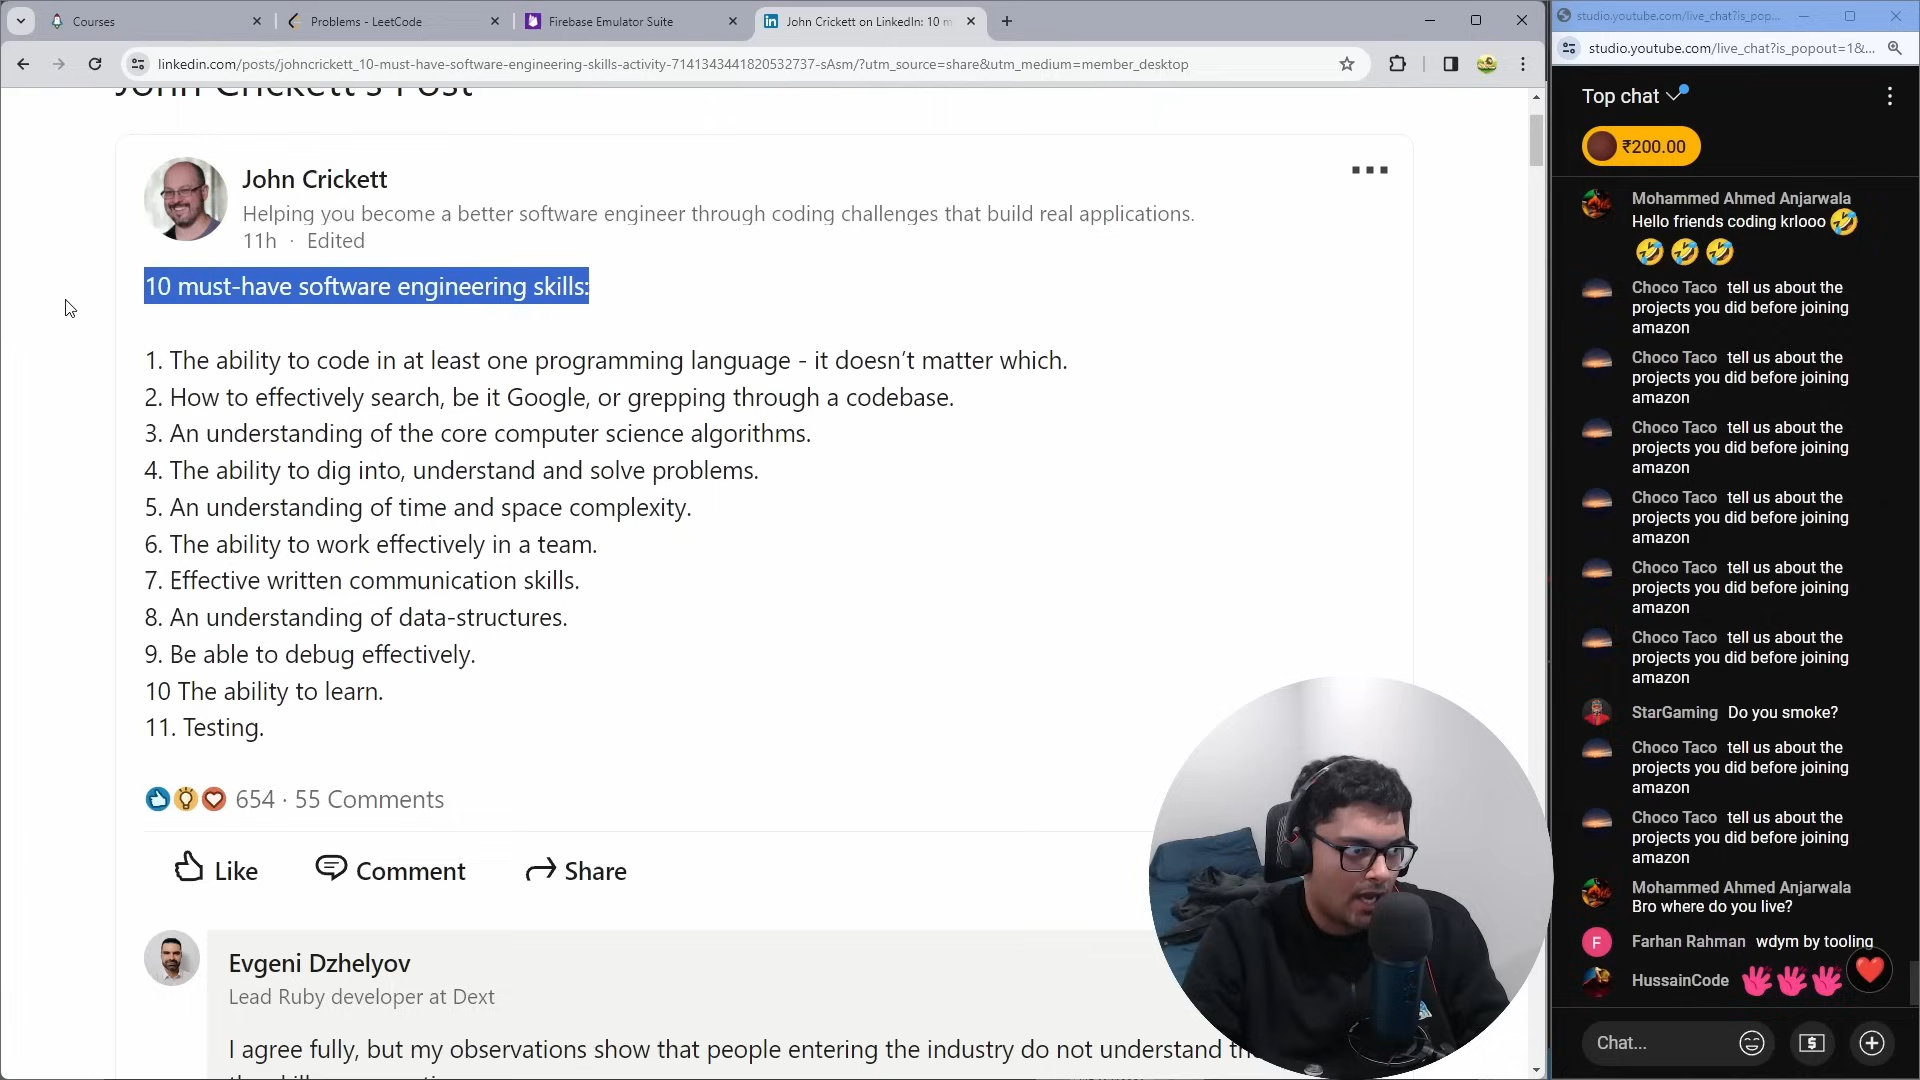 Courses
Problems - LeetCode
Firebase Emulator Suite
John Crickett on LinkedIn: 10 m
linkedin.com/posts/johncrickett_10-must-have-software-engineering-skills-activity-7141343441820532737-sAsm/?utm_source=share&utm_medium=member_desktop
John Crickett's Post
John Crickett
Helping you become a better software engineer through coding challenges that build real applications.
11h · Edited
10 must-have software engineering skills:
1. The ability to code in at least one programming language - it doesn’t matter which.
2. How to effectively search, be it Google, or grepping through a codebase.
3. An understanding of the core computer science algorithms.
4. The ability to dig into, understand and solve problems.
5. An understanding of time and space complexity.
6. The ability to work effectively in a team.
7. Effective written communication skills.
8. An understanding of data-structures.
9. Be able to debug effectively.
10 The ability to learn.
11. Testing.
654 · 55 Comments
Like
Comment
Share
Evgeni Dzhelyov
Lead Ruby developer at Dext
I agree fully, but my observations show that people entering the industry do not understand
studio.youtube.com/live_chat?is_pop...
studio.youtube.com/live_chat?is_popout=1&...
Top chat
₹200.00
Mohammed Ahmed Anjarwala
Hello friends coding krlooo 🤣
🤣 🤣 🤣
Choco Taco tell us about the
projects you did before joining
amazon
Choco Taco tell us about the
projects you did before joining
amazon
Choco Taco tell us about the
projects you did before joining
amazon
Choco Taco tell us about the
projects you did before joining
amazon
Choco Taco tell us about the
projects you did before joining
amazon
Choco Taco tell us about the
projects you did before joining
amazon
StarGaming Do you smoke?
Choco Taco tell us about the
projects you did before joining
amazon
Choco Taco tell us about the
projects you did before joining
amazon
Mohammed Ahmed Anjarwala
Bro where do you live?
F
Farhan Rahman wdym by tooling
HussainCode
Chat...